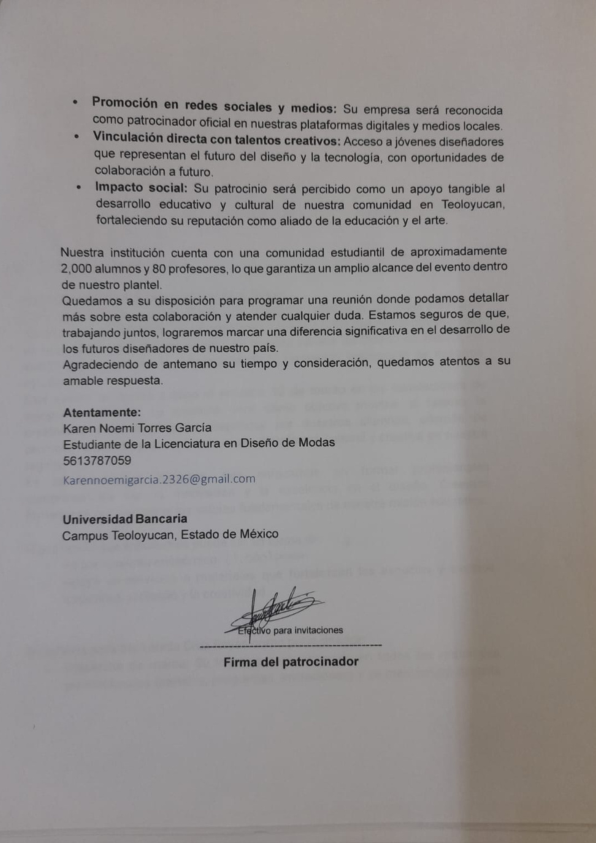 • Promoción en redes sociales y medios: Su empresa será reconocida
como patrocinador oficial en nuestras plataformas digitales y medios locales.
• Vinculación directa con talentos creativos: Acceso a jóvenes diseñadores
que representan el futuro del diseño y la tecnología, con oportunidades de
colaboración a futuro.
• Impacto social: Su patrocinio será percibido como un apoyo tangible al
desarrollo educativo y cultural de nuestra comunidad en Teoloyucan,
fortaleciendo su reputación como aliado de la educación y el arte.
Nuestra institución cuenta con una comunidad estudiantil de aproximadamente
2,000 alumnos y 80 profesores, lo que garantiza un amplio alcance del evento dentro
de nuestro plantel.
Quedamos a su disposición para programar una reunión donde podamos detallar
más sobre esta colaboración y atender cualquier duda. Estamos seguros de que,
trabajando juntos, lograremos marcar una diferencia significativa en el desarrollo de
los futuros diseñadores de nuestro país.
Agradeciendo de antemano su tiempo y consideración, quedamos atentos a su
amable respuesta.
Atentamente:
Karen Noemi Torres García
Estudiante de la Licenciatura en Diseño de Modas
5613787059
Karennoemigarcia.2326@gmail.com
Universidad Bancaria
Campus Teoloyucan, Estado de México
Efectivo para invitaciones
Firma del patrocinador